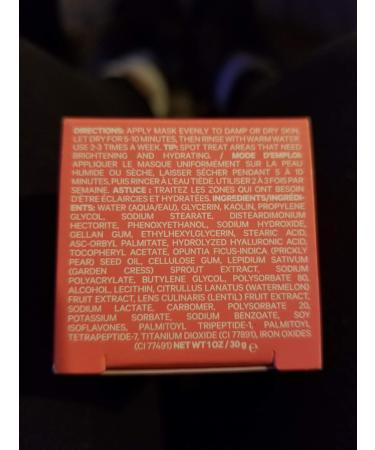 DIRECTIONS: APPLY MASK EVENLY TO DAMP OR DRY SKIN,
LET DRY FOR 5-10 MINUTES, THEN RINSE WITH WARM WATER
USE 2-3 TIMES A WEEK. TIP: SPOT TREAT AREAS THAT NEED
BRIGHTENING AND HYDRATING. / MODE D'EMPLOI:
APPLIQUER LE MASQUE UNIFORMÉMENT SUR LA PEAU
HUMIDE OU SÈCHE, LAISSER SÉCHER PENDANT 5 À 10
MINUTES, PUIS RINCER À L'EAU TIÈDE. UTILISER 2 À 3 FOIS PAR
SEMAINE. ASTUCE : TRAITEZ LES ZONES QUI ONT BESOIN
D'ÊTRE ÉCLAIRCIES ET HYDRATÉES. INGREDIENTS/INGRÉDI-
ENTS: WATER (AQUA/EAU), GLYCERIN, KAOLIN, PROPYLENE
GLYCOL, SODIUM STEARATE, DISTEARDIMONIUM
HECTORITE, PHENOXYETHANOL, SODIUM HYDROXIDE,
GELLAN GUM, ETHYLHEXYLGLYCERIN, STEARIC ACID,
ASC-ORBYL PALMITATE, HYDROLYZED HYALURONIC ACID,
TOCOPHERYL ACETATE, OPUNTIA FICUS-INDICA (PRICKLY
PEAR) SEED OIL, CELLULOSE GUM, LEPIDIUM SATIVUM
(GARDEN CRESS) SPROUT EXTRACT, SODIUM
POLYACRYLATE, BUTYLENE GLYCOL, POLYSORBATE 80,
ALCOHOL, LECITHIN, CITRULLUS LANATUS (WATERMELON)
FRUIT EXTRACT, LENS CULINARIS (LENTIL) FRUIT EXTRACT,
SODIUM LACTATE, CARBOMER, POLYSORBATE 20,
POTASSIUM SORBATE, SODIUM BENZOATE, SOY
ISOFLAVONES, PALMITOYL TRIPEPTIDE-1, PALMITOYL
TETRAPEPTIDE-7, TITANIUM DIOXIDE (CI 77891), IRON OXIDES
(CI 77491) NET WT 1 OZ / 30 g ℮